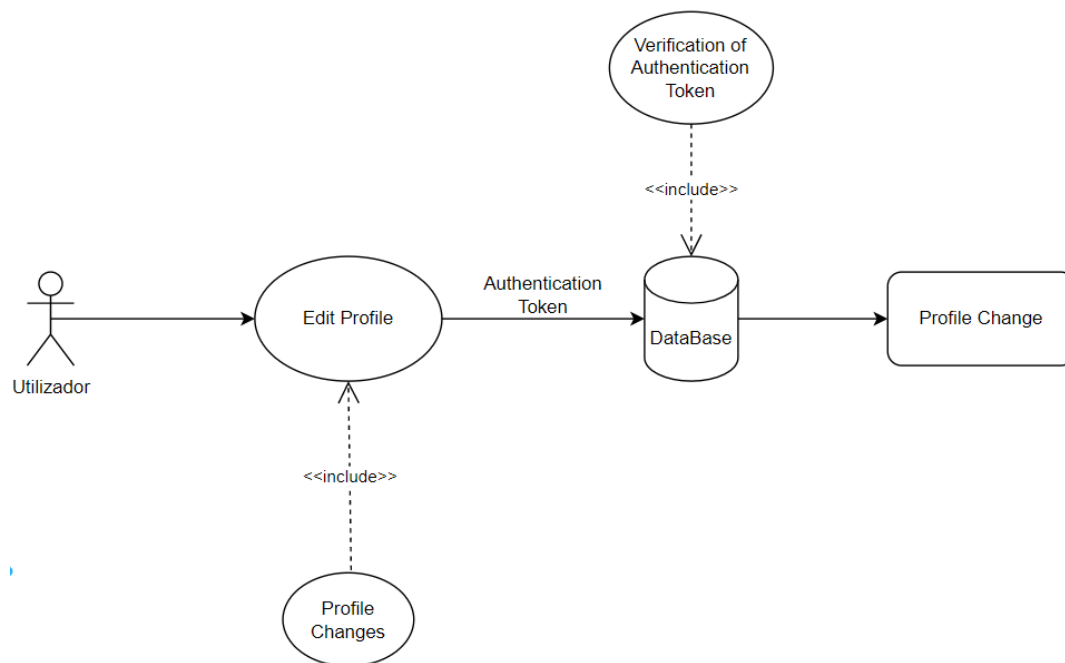 Verification of
Authentication
Token
<<include>>
Authentication
Token
Edit Profile
DataBase
Profile Change
Utilizador
<<include>>
Profile
Changes